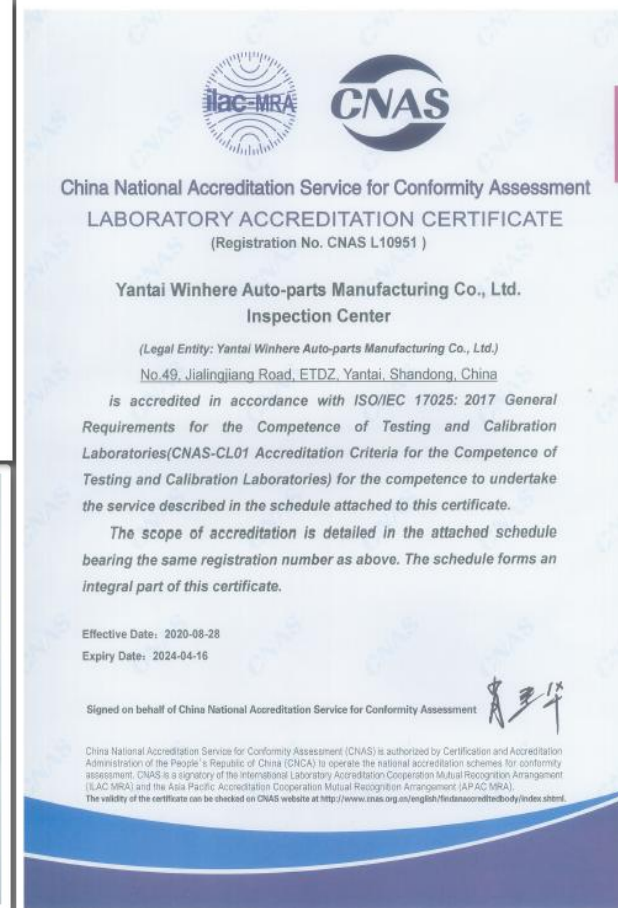 ilac-MRA
CNAS
China National Accreditation Service for Conformity Assessment
LABORATORY ACCREDITATION CERTIFICATE
(Registration No. CNAS L10951 )
Yantai Winhere Auto-parts Manufacturing Co., Ltd.
Inspection Center
(Legal Entity: Yantai Winhere Auto-parts Manufacturing Co., Ltd.)
No.49, Jialingjiang Road, ETDZ, Yantai, Shandong, China
is accredited in accordance with ISO/IEC 17025: 2017 General
Requirements for the Competence of Testing and Calibration
Laboratories(CNAS-CL01 Accreditation Criteria for the Competence of
Testing and Calibration Laboratories) for the competence to undertake
the service described in the schedule attached to this certificate.
The scope of accreditation is detailed in the attached schedule
bearing the same registration number as above. The schedule forms an
integral part of this certificate.
Effective Date: 2020-08-28
Expiry Date: 2024-04-16
Signed on behalf of China National Accreditation Service for Conformity Assessment
China National Accreditation Service for Conformity Assessment (CNAS) is authorized by Certification and Accreditation
Administration of the People's Republic of China (CNCA) to operate the national accreditation schemes for conformity
assessment. CNAS is a signatory of the International Laboratory Accreditation Cooperation Mutual Recognition Arrangement
(ILAC MRA) and the Asia Pacific Accreditation Cooperation Mutual Recognition Arrangement (APAC MRA).
The validity of the certificate can be checked on CNAS website at http://www.cnas.org.cn/english/findanaccreditedbody/index.shtml.